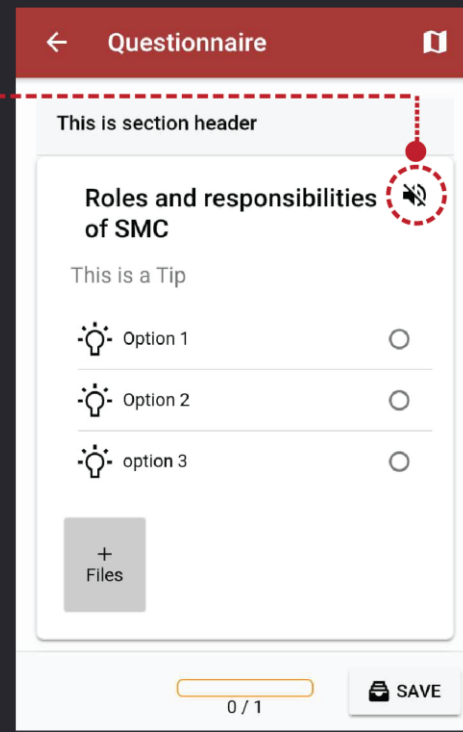 Questionnaire
This is section header
Roles and responsibilities
of SMC
This is a Tip
Option 1
Option 2
option 3
+
Files
0 / 1
SAVE